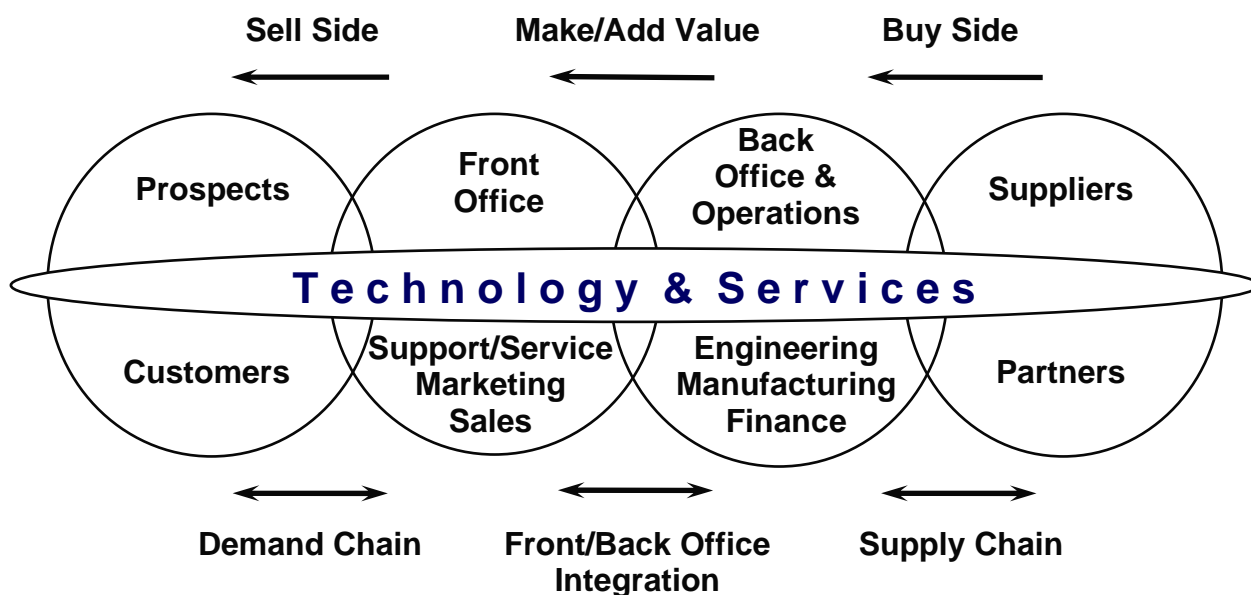 Sell Side
Make/Add Value
Buy Side
Prospects
Front
Office
Back
Office &
Operations
Suppliers
Technology & Services
Customers
Support/Service
Marketing
Sales
Engineering
Manufacturing
Finance
Partners
Demand Chain
Front/Back Office
Integration
Supply Chain